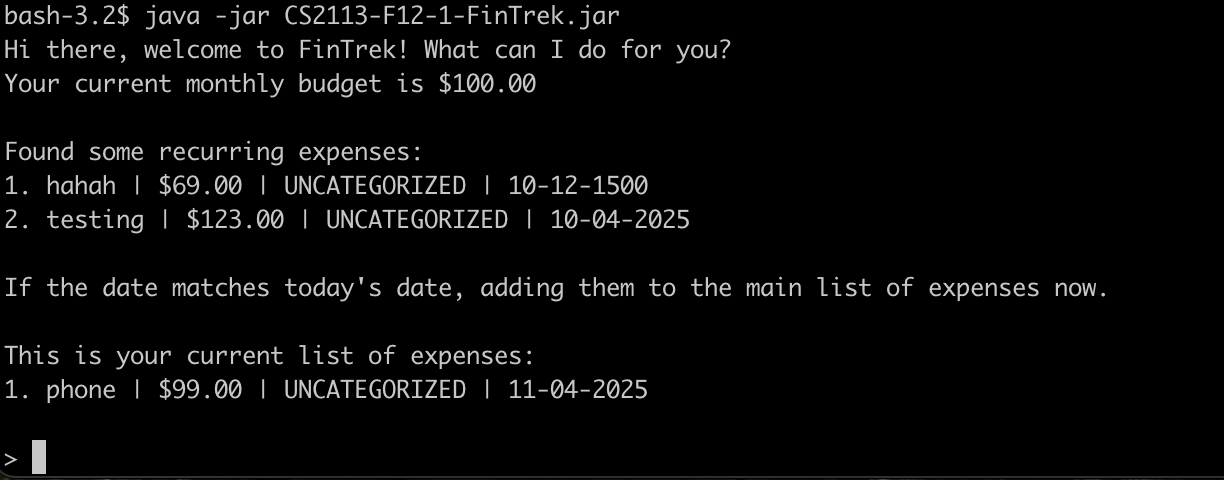 bash-3.2$ java -jar CS2113-F12-1-FinTrek.jar
Hi there, welcome to FinTrek! What can I do for you?
Your current monthly budget is $100.00
Found some recurring expenses:
1. hahah | $69.00 | UNCATEGORIZED | 10-12-1500
2. testing | $123.00 | UNCATEGORIZED | 10-04-2025
If the date matches today's date, adding them to the main list of expenses now.
This is your current list of expenses:
1. phone | $99.00 | UNCATEGORIZED | 11-04-2025
>